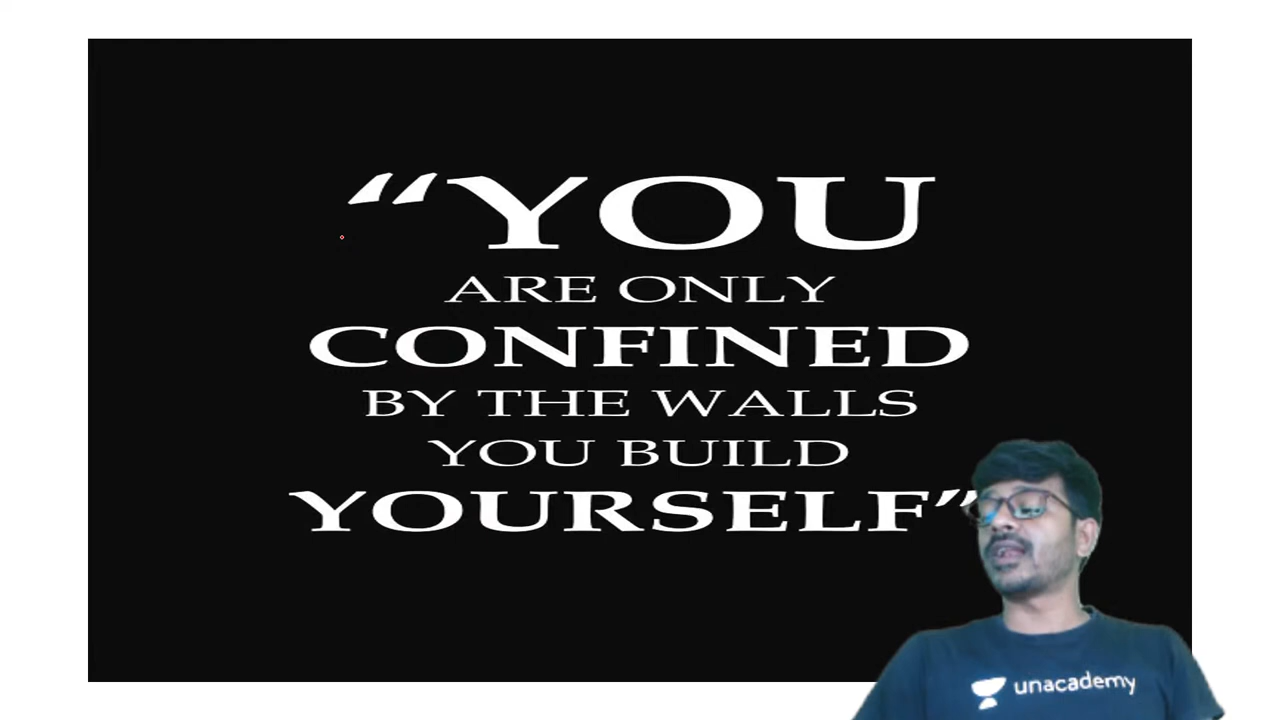 “YOU
ARE ONLY
CONFINED
BY THE WALLS
YOU BUILD
YOURSELF”
unacademy